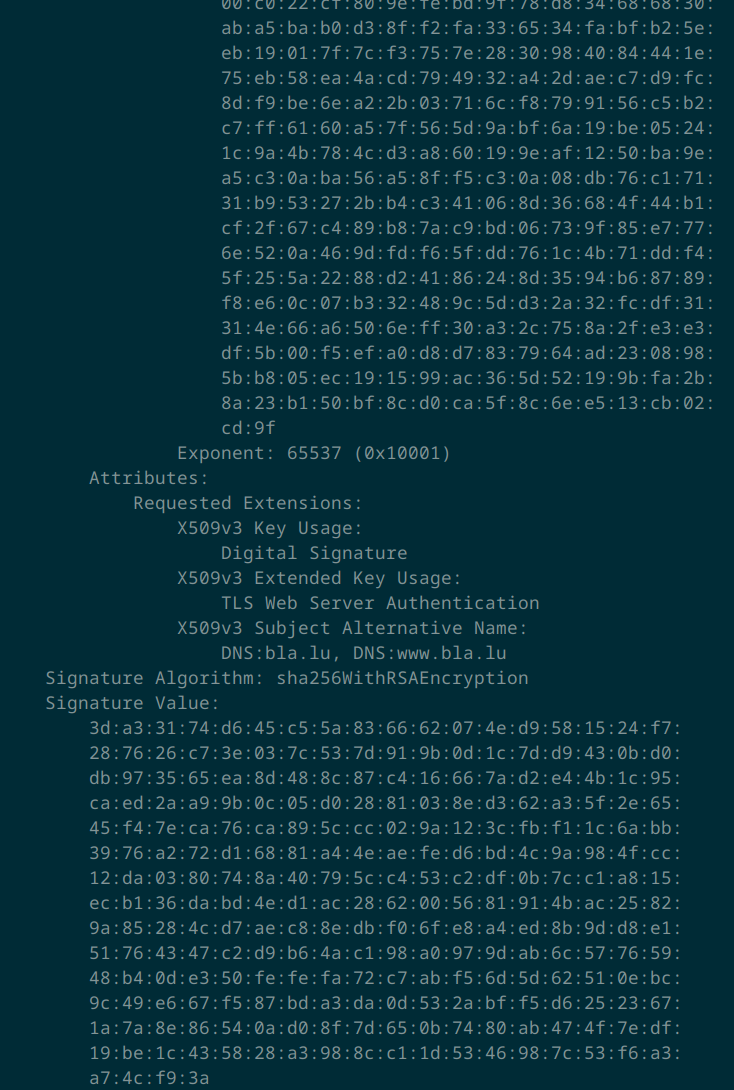 00:c0:22:cf:80:9e:fe:bd:9f:78:d8:34:68:68:30:
ab:a5:ba:b0:d3:8f:f2:fa:33:65:34:fa:bf:b2:5e:
eb:19:01:7f:7c:f3:75:7e:28:30:98:40:84:44:1e:
75:eb:58:ea:4a:cd:79:49:32:a4:2d:ae:c7:d9:fc:
8d:f9:be:6e:a2:2b:03:71:6c:f8:79:91:56:c5:b2:
c7:ff:61:60:a5:7f:56:5d:9a:bf:6a:19:be:05:24:
1c:9a:4b:78:4c:d3:a8:60:19:9e:af:12:50:ba:9e:
a5:c3:0a:ba:56:a5:8f:f5:c3:0a:08:db:76:c1:71:
31:b9:53:27:2b:b4:c3:41:06:8d:36:68:4f:44:b1:
cf:2f:67:c4:89:b8:7a:c9:bd:06:73:9f:85:e7:77:
6e:52:0a:46:9d:fd:f6:5f:dd:76:1c:4b:71:dd:f4:
5f:25:5a:22:88:d2:41:86:24:8d:35:94:b6:87:89:
f8:e6:0c:07:b3:32:48:9c:5d:d3:2a:32:fc:df:31:
31:4e:66:a6:50:6e:ff:30:a3:2c:75:8a:2f:e3:e3:
df:5b:00:f5:ef:a0:d8:d7:83:79:64:ad:23:08:98:
5b:b8:05:ec:19:15:99:ac:36:5d:52:19:9b:fa:2b:
8a:23:b1:50:bf:8c:d0:ca:5f:8c:6e:e5:13:cb:02:
cd:9f
Exponent: 65537 (0x10001)
Attributes:
Requested Extensions:
X509v3 Key Usage:
Digital Signature
X509v3 Extended Key Usage:
TLS Web Server Authentication
X509v3 Subject Alternative Name:
DNS:bla.lu, DNS:www.bla.lu
Signature Algorithm: sha256WithRSAEncryption
Signature Value:
3d:a3:31:74:d6:45:c5:5a:83:66:62:07:4e:d9:58:15:24:f7:
28:76:26:c7:3e:03:7c:53:7d:91:9b:0d:1c:7d:d9:43:0b:d0:
db:97:35:65:ea:8d:48:8c:87:c4:16:66:7a:d2:e4:4b:1c:95:
ca:ed:2a:a9:9b:0c:05:d0:28:81:03:8e:d3:62:a3:5f:2e:65:
45:f4:7e:ca:76:ca:89:5c:cc:02:9a:12:3c:fb:f1:1c:6a:bb:
39:76:a2:72:d1:68:81:a4:4e:ae:fe:d6:bd:4c:9a:98:4f:cc:
12:da:03:80:74:8a:40:79:5c:c4:53:c2:df:0b:7c:c1:a8:15:
ec:b1:36:da:bd:4e:d1:ac:28:62:00:56:81:91:4b:ac:25:82:
9a:85:28:4c:d7:ae:c8:8e:db:f0:6f:e8:a4:ed:8b:9d:d8:e1:
51:76:43:47:c2:d9:b6:4a:c1:98:a0:97:9d:ab:6c:57:76:59:
48:b4:0d:e3:50:fe:fe:fa:72:c7:ab:f5:6d:5d:62:51:0e:bc:
9c:49:e6:67:f5:87:bd:a3:da:0d:53:2a:bf:f5:d6:25:23:67:
1a:7a:8e:86:54:0a:d0:8f:7d:65:0b:74:80:ab:47:4f:7e:df:
19:be:1c:43:58:28:a3:98:8c:c1:1d:53:46:98:7c:53:f6:a3:
a7:4c:f9:3a